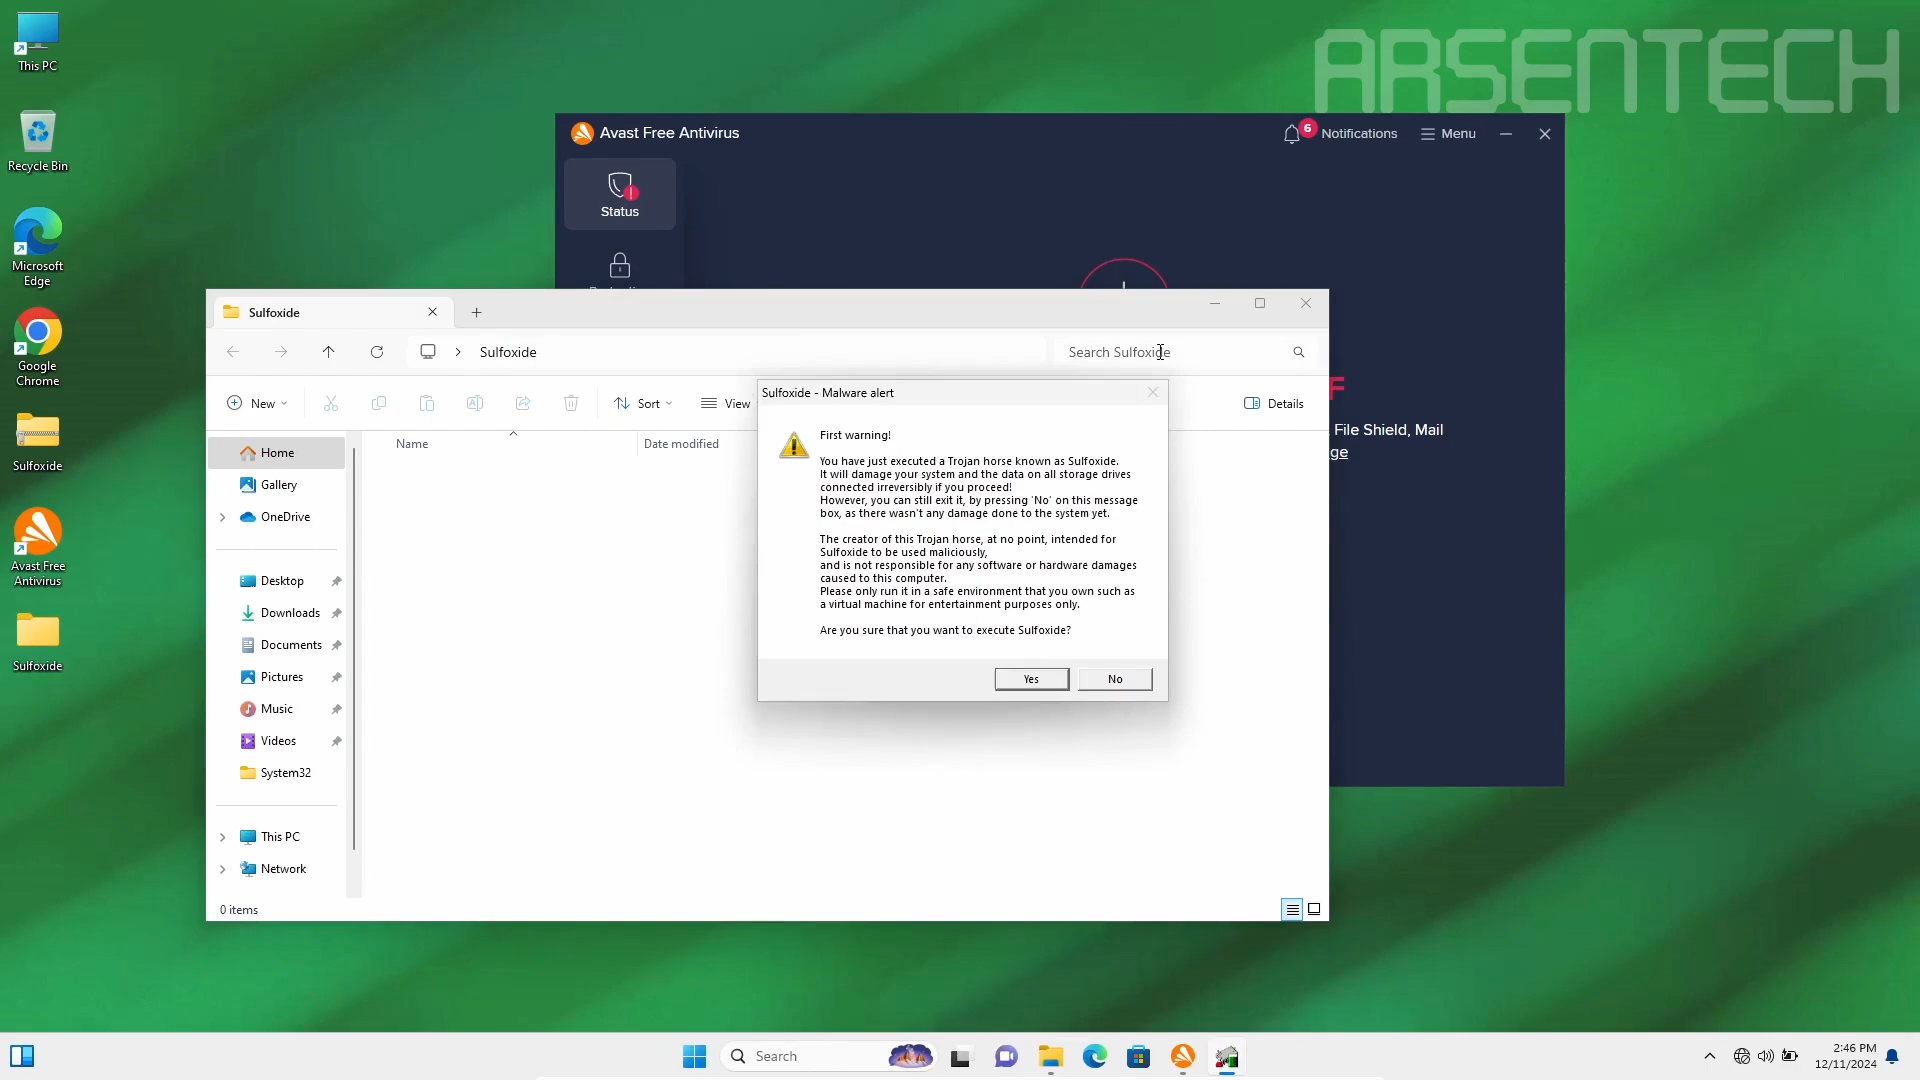 ARSENTECH
This PC
Recycle Bin
Microsoft
Edge
Google
Chrome
Sulfoxide
Avast Free
Antivirus
Sulfoxide
Avast Free Antivirus
6
Notifications
Menu
Status
File Shield, Mail
ge
Sulfoxide
Sulfoxide
Search Sulfoxide
New
Sort
View
Details
Name
Date modified
Home
Gallery
OneDrive
Desktop
Downloads
Documents
Pictures
Music
Videos
System32
This PC
Network
0 items
Sulfoxide - Malware alert
First warning!
You have just executed a Trojan horse known as Sulfoxide.
It will damage your system and the data on all storage drives
connected irreversibly if you proceed!
However, you can still exit it, by pressing 'No' on this message
box, as there wasn't any damage done to the system yet.
The creator of this Trojan horse, at no point, intended for
Sulfoxide to be used maliciously,
and is not responsible for any software or hardware damages
caused to this computer.
Please only run it in a safe environment that you own such as
a virtual machine for entertainment purposes only.
Are you sure that you want to execute Sulfoxide?
Yes
No
Search
2:46 PM
12/11/2024